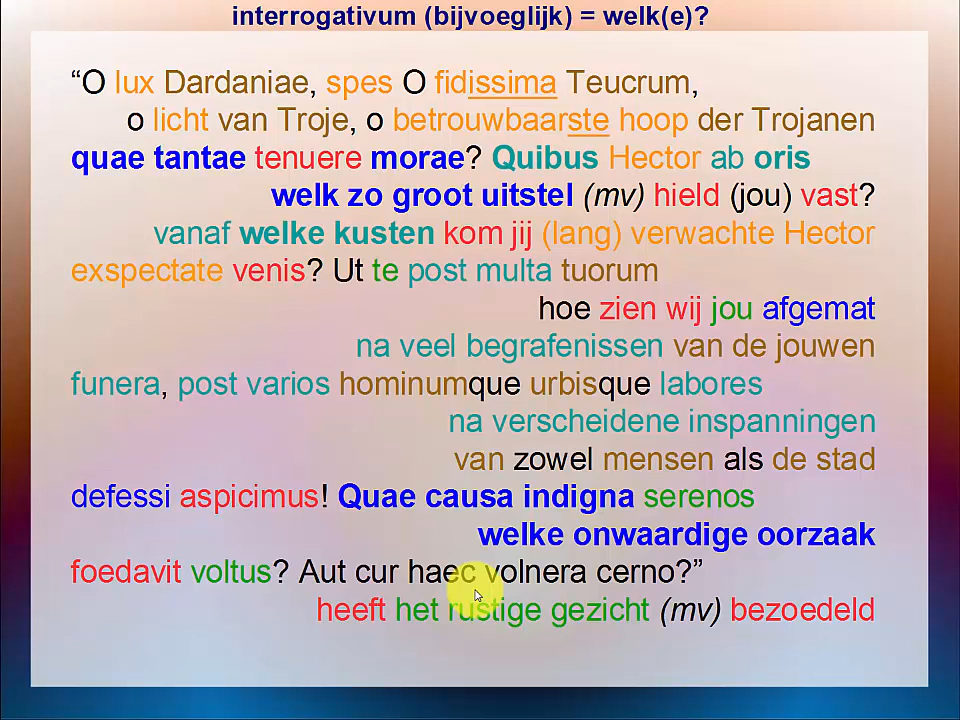 interrogativum (bijvoeglijk) = welk(e)?
“O lux Dardaniae, spes O fidissima Teucrum,
o licht van Troje, o betrouwbaarste hoop der Trojanen
quae tantae tenuere morae? Quibus Hector ab oris
welk zo groot uitstel (mv) hield (jou) vast?
vanaf welke kusten kom jij (lang) verwachte Hector
exspectate venis? Ut te post multa tuorum
hoe zien wij jou afgemat
na veel begrafenissen van de jouwen
funera, post varios hominumque urbisque labores
na verscheidene inspanningen
van zowel mensen als de stad
defessi aspicimus! Quae causa indigna serenos
welke onwaardige oorzaak
foedavit voltus? Aut cur haec volnera cerno?”
heeft het rustige gezicht (mv) bezoedeld